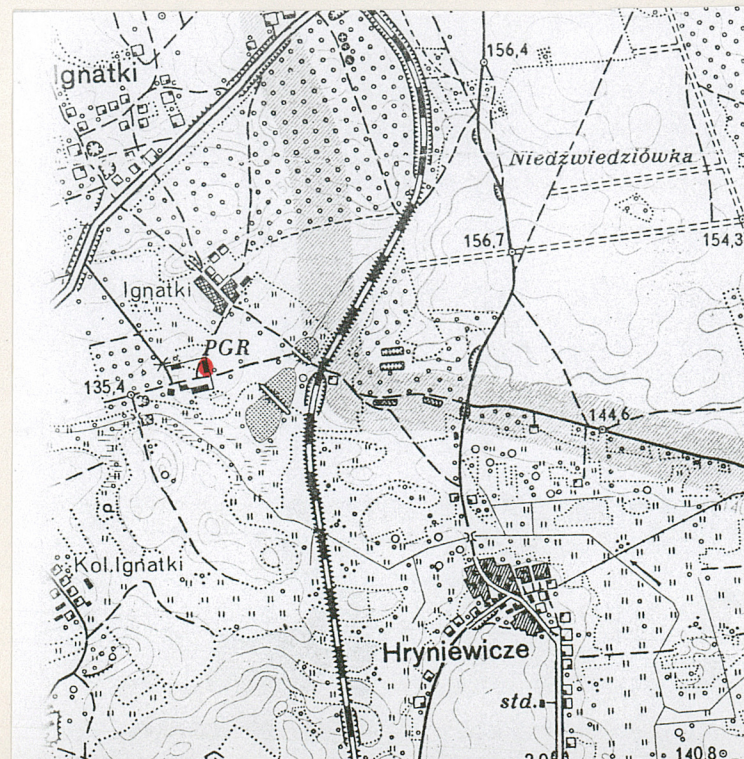 Ignatki
156,4
Niedźwiedziówka
156,7
154,3
Ignatki
PGR
135,4
144,6
Kol. Ignatki
Hryniewicze
std.
140,8